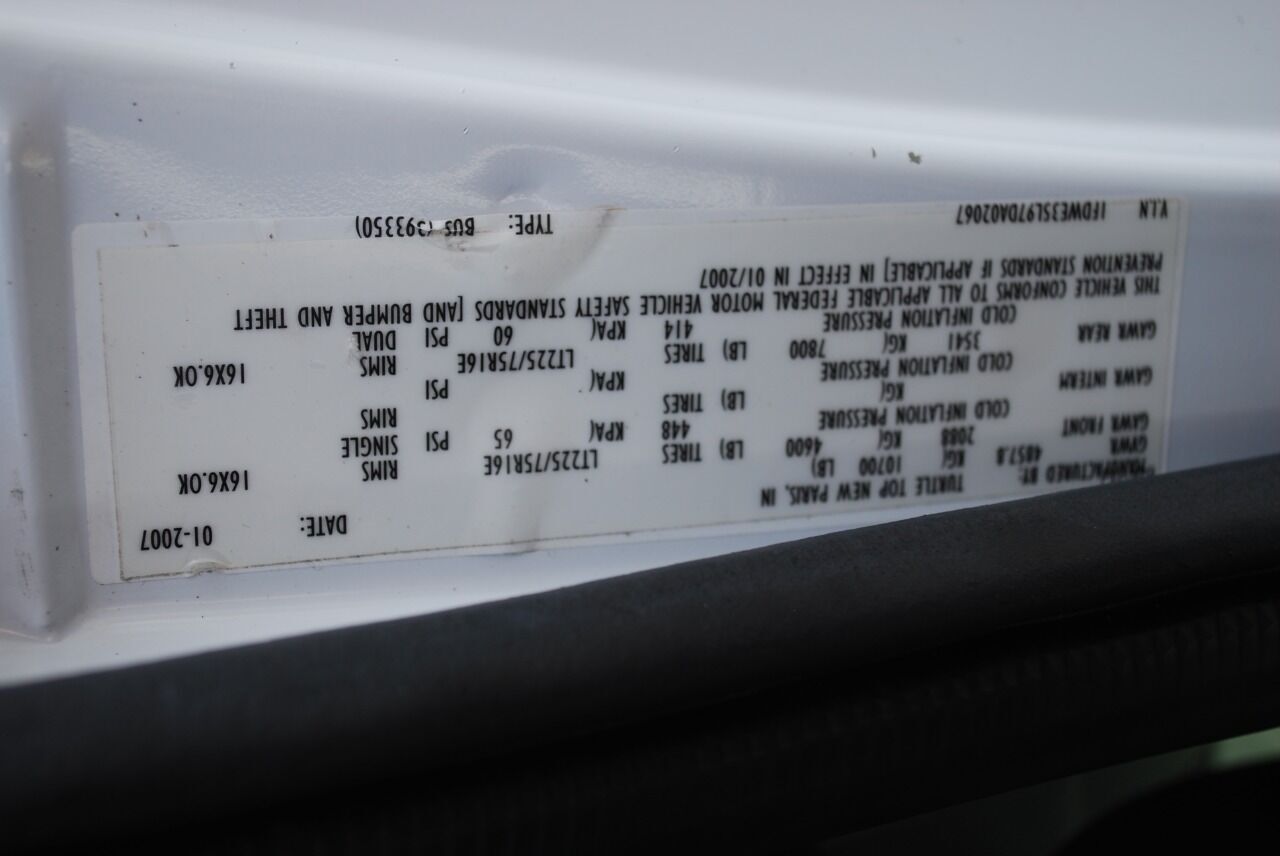 MANUFACTURED BY: TURTLE TOP NEW PARIS, IN DATE: 01-2007
GVWR 4857.8 KG 10700 LB)
GAWR FRONT 2088 KG( 4600 LB) TIRES LT225/75R16E RIMS 16X6.0K
COLD INFLATION PRESSURE 448 KPA( 65 PSI SINGLE
GAWR INTERM KG( LB) TIRES RIMS
COLD INFLATION PRESSURE KPA( PSI
GAWR REAR 3541 KG( 7800 LB) TIRES LT225/75R16E RIMS 16X6.0K
COLD INFLATION PRESSURE 414 KPA( 60 PSI DUAL
THIS VEHICLE CONFORMS TO ALL APPLICABLE FEDERAL MOTOR VEHICLE SAFETY STANDARDS [AND BUMPER AND THEFT
PREVENTION STANDARDS IF APPLICABLE] IN EFFECT IN 01/2007
V.I.N 1FDWE3SL97DA02067 TYPE: BUS (393350)